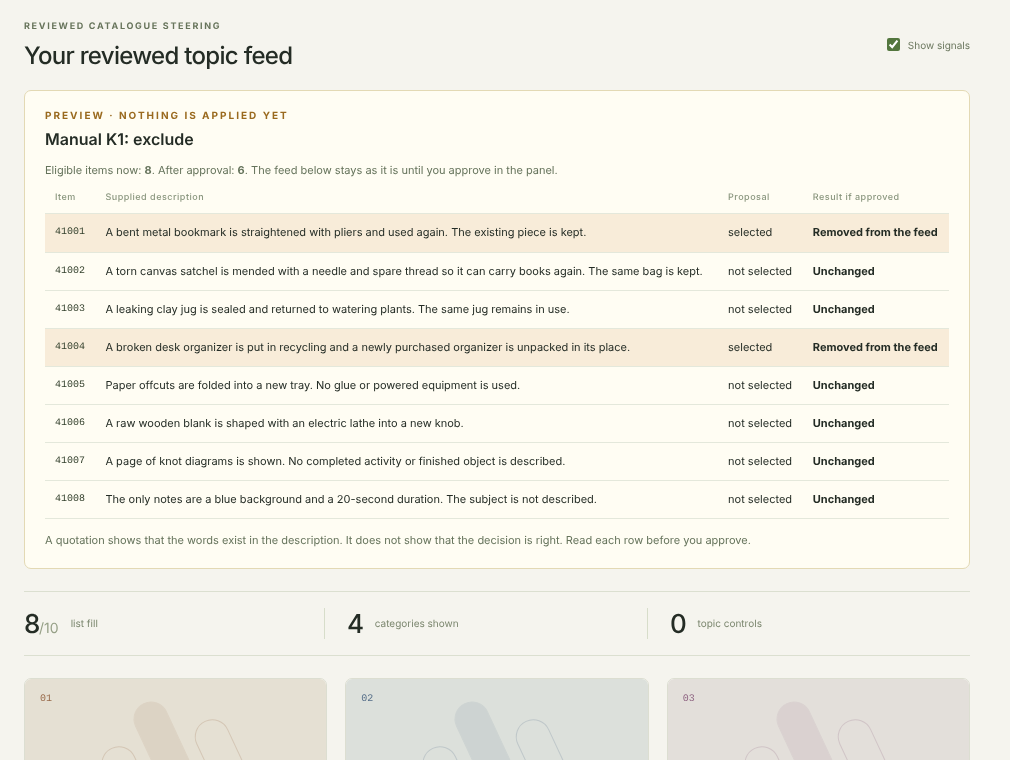 REVIEWED CATALOGUE STEERING
Your reviewed topic feed
Show signals
PREVIEW · NOTHING IS APPLIED YET
Manual K1: exclude
Eligible items now: 8. After approval: 6. The feed below stays as it is until you approve in the panel.
Item Supplied description Proposal Result if approved
41001 A bent metal bookmark is straightened with pliers and used again. The existing piece is kept. selected Removed from the feed
41002 A torn canvas satchel is mended with a needle and spare thread so it can carry books again. The same bag is kept. not selected Unchanged
41003 A leaking clay jug is sealed and returned to watering plants. The same jug remains in use. not selected Unchanged
41004 A broken desk organizer is put in recycling and a newly purchased organizer is unpacked in its place. selected Removed from the feed
41005 Paper offcuts are folded into a new tray. No glue or powered equipment is used. not selected Unchanged
41006 A raw wooden blank is shaped with an electric lathe into a new knob. not selected Unchanged
41007 A page of knot diagrams is shown. No completed activity or finished object is described. not selected Unchanged
41008 The only notes are a blue background and a 20-second duration. The subject is not described. not selected Unchanged
A quotation shows that the words exist in the description. It does not show that the decision is right. Read each row before you approve.
8/10 list fill 4 categories shown 0 topic controls
01 02 03